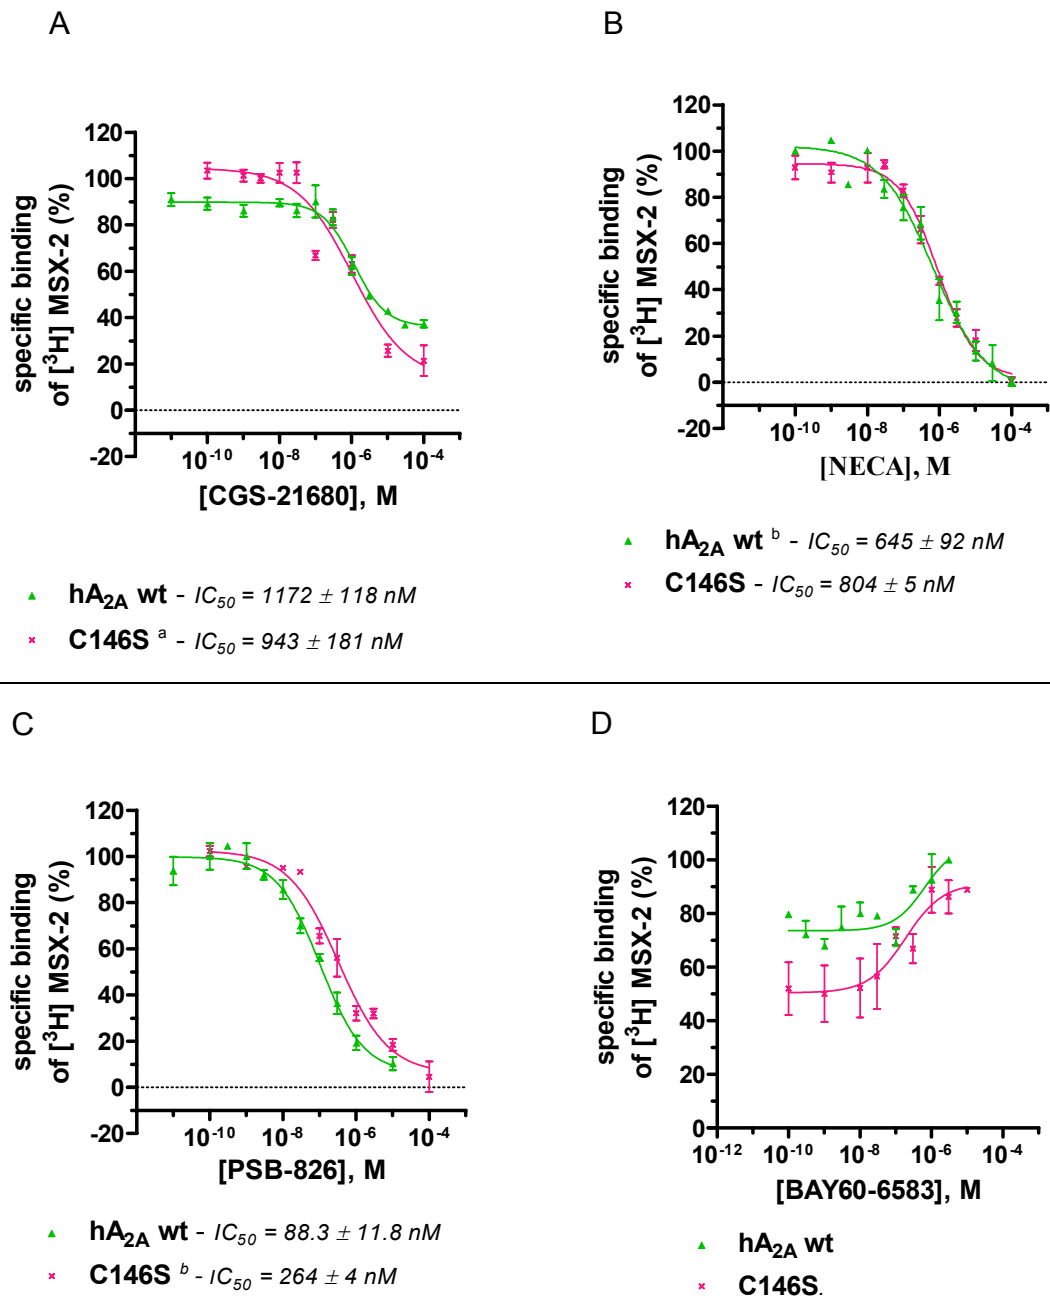 A
specific binding
of [³H] MSX-2 (%)
120
100
80
60
40
20
0
-20
10⁻¹⁰ 10⁻⁸ 10⁻⁶ 10⁻⁴
[CGS-21680], M
hA₂A wt - IC₅₀ = 1172 ± 118 nM
C146S ᵃ - IC₅₀ = 943 ± 181 nM
B
specific binding
of [³H] MSX-2 (%)
120
100
80
60
40
20
0
-20
10⁻¹⁰ 10⁻⁸ 10⁻⁶ 10⁻⁴
[NECA], M
hA₂A wt ᵇ - IC₅₀ = 645 ± 92 nM
C146S - IC₅₀ = 804 ± 5 nM
C
specific binding
of [³H] MSX-2 (%)
120
100
80
60
40
20
0
-20
10⁻¹⁰ 10⁻⁸ 10⁻⁶ 10⁻⁴
[PSB-826], M
hA₂A wt - IC₅₀ = 88.3 ± 11.8 nM
C146S ᵇ - IC₅₀ = 264 ± 4 nM
D
specific binding
of [³H] MSX-2 (%)
120
100
80
60
40
20
0
10⁻¹² 10⁻¹⁰ 10⁻⁸ 10⁻⁶ 10⁻⁴
[BAY60-6583], M
hA₂A wt
C146S.